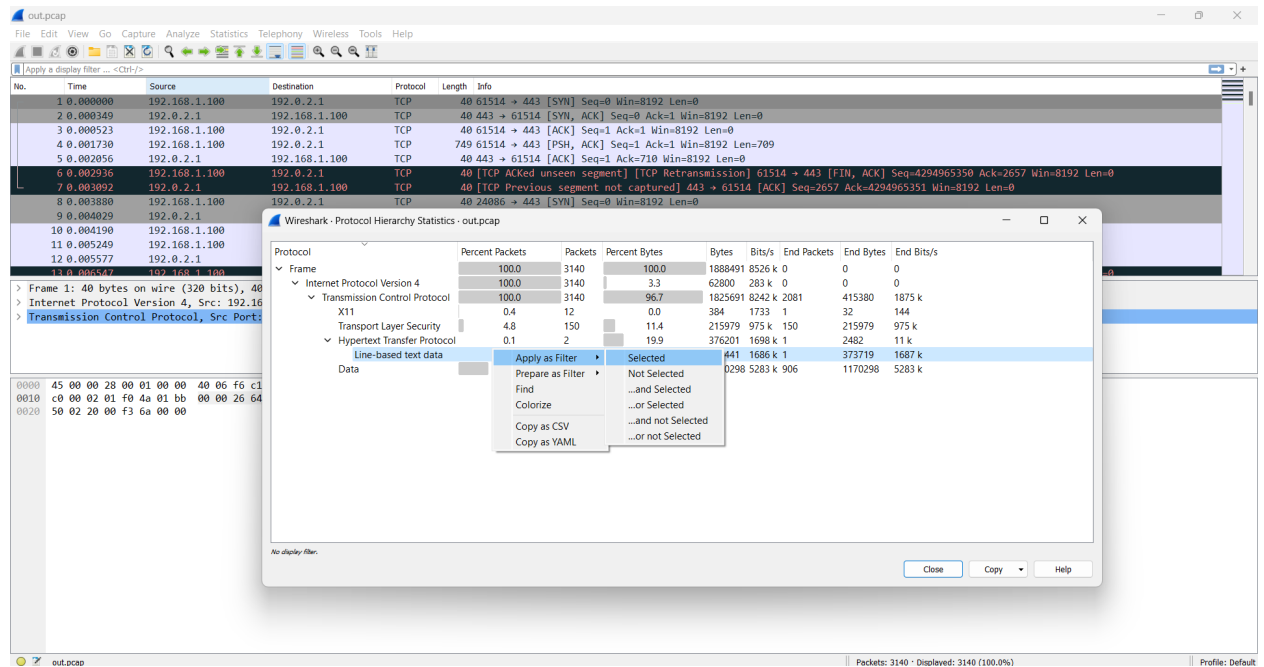 out.pcap
File Edit View Go Capture Analyze Statistics Telephony Wireless Tools Help
Apply a display filter ... <Ctrl-/>
No. Time Source Destination Protocol Length Info
1 0.000000 192.168.1.100 192.0.2.1 TCP 40 61514 → 443 [SYN] Seq=0 Win=8192 Len=0
2 0.000349 192.0.2.1 192.168.1.100 TCP 40 443 → 61514 [SYN, ACK] Seq=0 Ack=1 Win=8192 Len=0
3 0.000523 192.168.1.100 192.0.2.1 TCP 40 61514 → 443 [ACK] Seq=1 Ack=1 Win=8192 Len=0
4 0.001730 192.168.1.100 192.0.2.1 TCP 749 61514 → 443 [PSH, ACK] Seq=1 Ack=1 Win=8192 Len=709
5 0.002056 192.0.2.1 192.168.1.100 TCP 40 443 → 61514 [ACK] Seq=1 Ack=710 Win=8192 Len=0
6 0.002936 192.168.1.100 192.0.2.1 TCP 40 [TCP ACKed unseen segment] [TCP Retransmission] 61514 → 443 [FIN, ACK] Seq=4294965350 Ack=2657 Win=8192 Len=0
7 0.003092 192.0.2.1 192.168.1.100 TCP 40 [TCP Previous segment not captured] 443 → 61514 [ACK] Seq=2657 Ack=4294965351 Win=8192 Len=0
8 0.003880 192.168.1.100 192.0.2.1 TCP 40 24086 → 443 [SYN] Seq=0 Win=8192 Len=0
9 0.004029 192.0.2.1
10 0.004190 192.168.1.100
11 0.005249 192.168.1.100
12 0.005577 192.0.2.1
13 0.006547 192.168.1.100 =0
Frame 1: 40 bytes on wire (320 bits), 40
Internet Protocol Version 4, Src: 192.16
Transmission Control Protocol, Src Port:
0000 45 00 00 28 00 01 00 00 40 06 f6 c1
0010 c0 00 02 01 f0 4a 01 bb 00 00 26 64
0020 50 02 20 00 f3 6a 00 00
Wireshark · Protocol Hierarchy Statistics · out.pcap
Protocol Percent Packets Packets Percent Bytes Bytes Bits/s End Packets End Bytes End Bits/s
Frame 100.0 3140 100.0 1888491 8526 k 0 0 0
Internet Protocol Version 4 100.0 3140 3.3 62800 283 k 0 0 0
Transmission Control Protocol 100.0 3140 96.7 1825691 8242 k 2081 415380 1875 k
X11 0.4 12 0.0 384 1733 1 32 144
Transport Layer Security 4.8 150 11.4 215979 975 k 150 215979 975 k
Hypertext Transfer Protocol 0.1 2 19.9 376201 1698 k 1 2482 11 k
Line-based text data 441 1686 k 1 373719 1687 k
Data 0298 5283 k 906 1170298 5283 k
Apply as Filter
Prepare as Filter
Find
Colorize
Copy as CSV
Copy as YAML
Selected
Not Selected
...and Selected
...or Selected
...and not Selected
...or not Selected
No display filter.
Close Copy Help
out.pcap Packets: 3140 · Displayed: 3140 (100.0%) Profile: Default